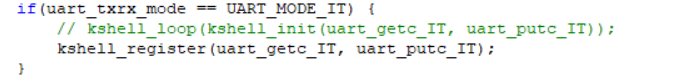 if(uart_txrx_mode == UART_MODE_IT) {
// kshell_loop(kshell_init(uart_getc_IT, uart_putc_IT));
kshell_register(uart_getc_IT, uart_putc_IT);
}